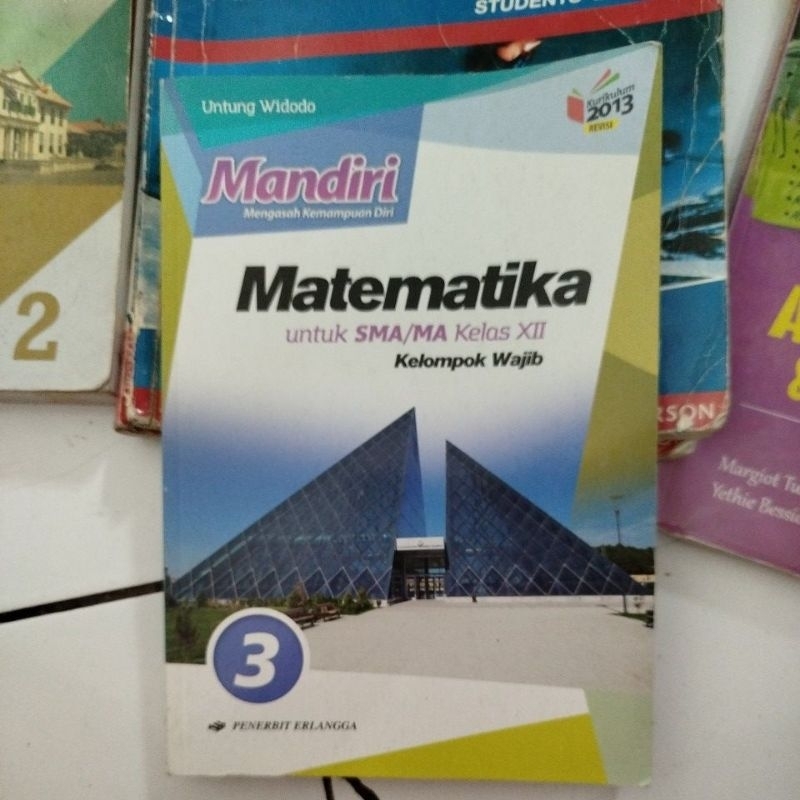 STUDENTS'
Untung Widodo
Kurikulum
2013
REVISI
Mandiri
Mengasah Kemampuan Diri
Matematika
untuk SMA/MA Kelas XII
Kelompok Wajib
2
3
PENERBIT ERLANGGA
RSON
A
&
Margiot
Yethie